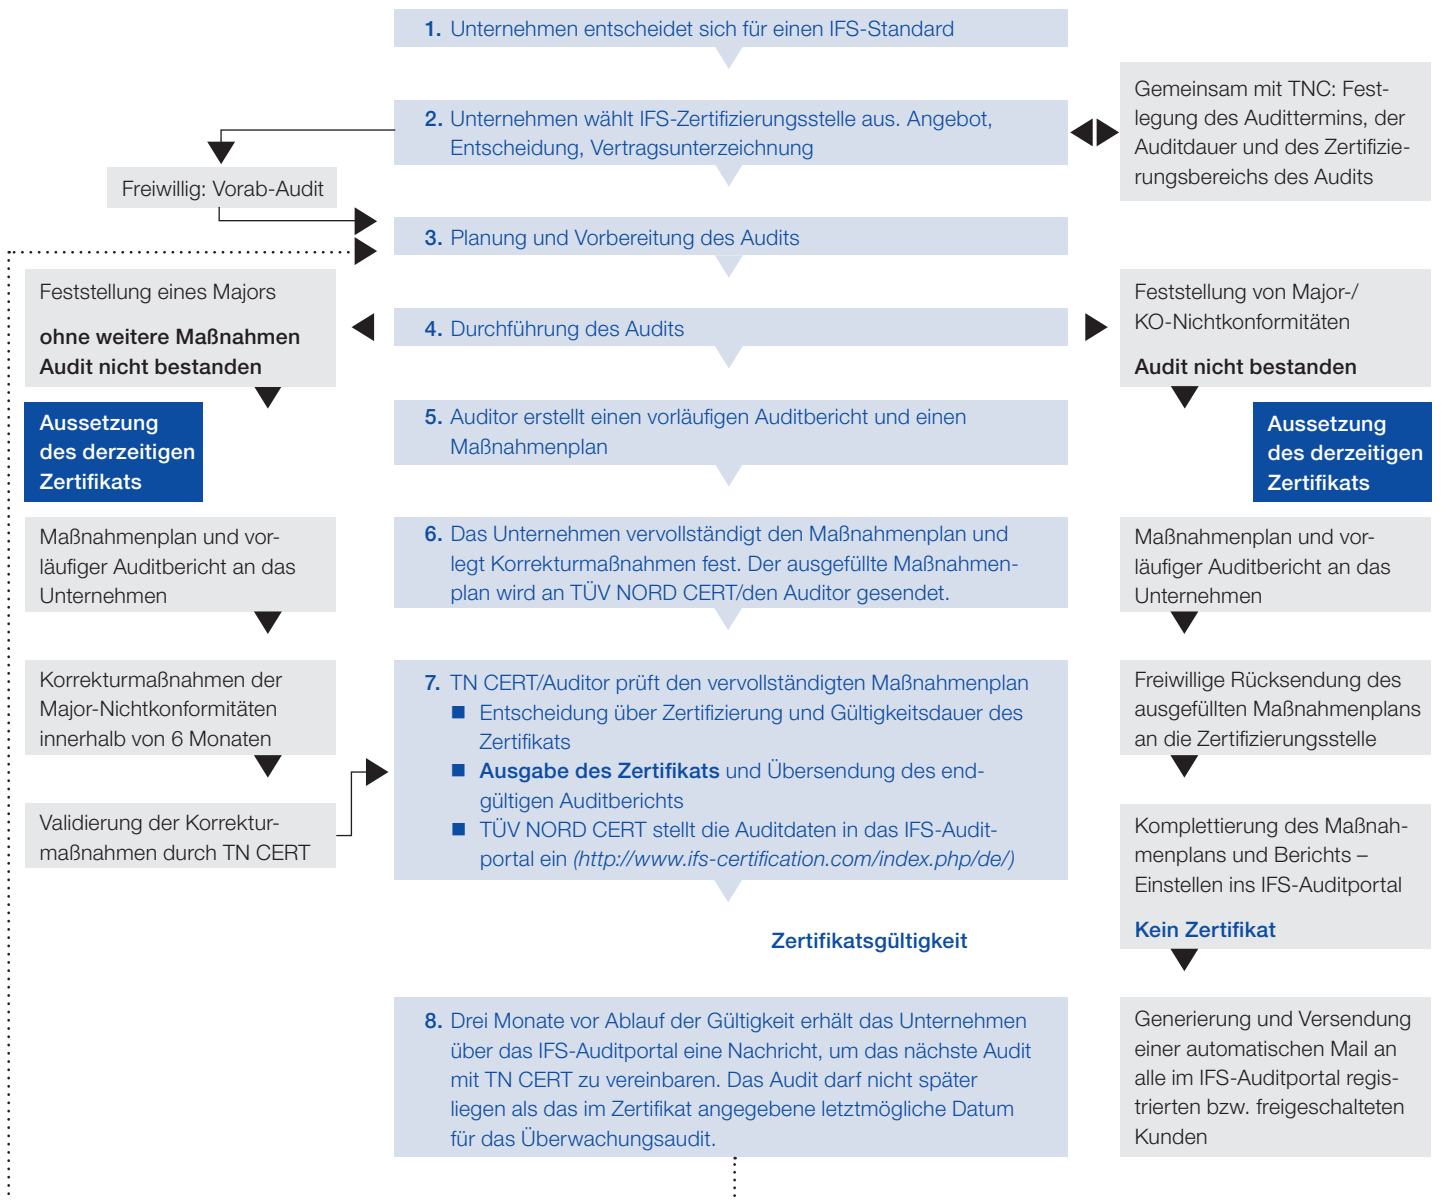 1. Unternehmen entscheidet sich für einen IFS-Standard
2. Unternehmen wählt IFS-Zertifizierungsstelle aus. Angebot,
Entscheidung, Vertragsunterzeichnung
Gemeinsam mit TNC: Fest-
legung des Audittermins, der
Auditdauer und des Zertifizie-
rungsbereichs des Audits
Freiwillig: Vorab-Audit
3. Planung und Vorbereitung des Audits
4. Durchführung des Audits
Feststellung eines Majors
ohne weitere Maßnahmen
Audit nicht bestanden
Aussetzung
des derzeitigen
Zertifikats
Maßnahmenplan und vor-
läufiger Auditbericht an das
Unternehmen
Korrekturmaßnahmen der
Major-Nichtkonformitäten
innerhalb von 6 Monaten
Validierung der Korrektur-
maßnahmen durch TN CERT
Feststellung von Major-/
KO-Nichtkonformitäten
Audit nicht bestanden
Aussetzung
des derzeitigen
Zertifikats
Maßnahmenplan und vor-
läufiger Auditbericht an das
Unternehmen
Freiwillige Rücksendung des
ausgefüllten Maßnahmenplans
an die Zertifizierungsstelle
Komplettierung des Maßnah-
menplans und Berichts –
Einstellen ins IFS-Auditportal
Kein Zertifikat
Generierung und Versendung
einer automatischen Mail an
alle im IFS-Auditportal regis-
trierten bzw. freigeschalteten
Kunden
5. Auditor erstellt einen vorläufigen Auditbericht und einen
Maßnahmenplan
6. Das Unternehmen vervollständigt den Maßnahmenplan und
legt Korrekturmaßnahmen fest. Der ausgefüllte Maßnahmen-
plan wird an TÜV NORD CERT/den Auditor gesendet.
7. TN CERT/Auditor prüft den vervollständigten Maßnahmenplan
■ Entscheidung über Zertifizierung und Gültigkeitsdauer des
Zertifikats
■ Ausgabe des Zertifikats und Übersendung des end-
gültigen Auditberichts
■ TÜV NORD CERT stellt die Auditdaten in das IFS-Audit-
portal ein (http://www.ifs-certification.com/index.php/de/)
Zertifikatsgültigkeit
8. Drei Monate vor Ablauf der Gültigkeit erhält das Unternehmen
über das IFS-Auditportal eine Nachricht, um das nächste Audit
mit TN CERT zu vereinbaren. Das Audit darf nicht später
liegen als das im Zertifikat angegebene letztmögliche Datum
für das Überwachungsaudit.